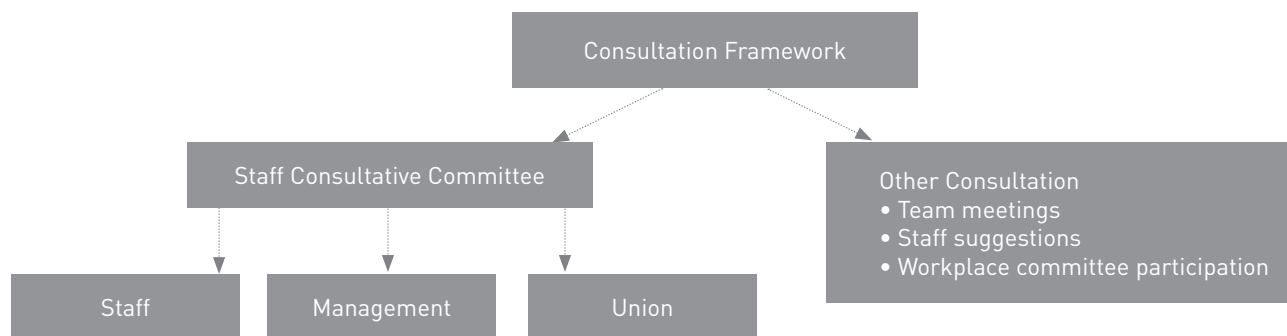 Consultation Framework
Staff Consultative Committee
Other Consultation
• Team meetings
• Staff suggestions
• Workplace committee participation
Staff
Management
Union